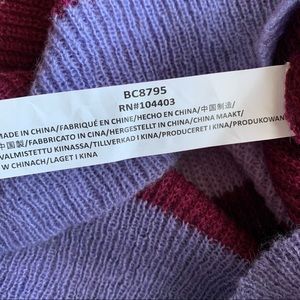 BC8795
RN#104403
MADE IN CHINA/FABRIQUÉ EN CHINE/HECHO EN CHINA/中国制造/
中国製/FABBRICATO IN CINA/HERGESTELLT IN CHINA/CHINA MAAKT/
VALMISTETTU KIINASSA/TILLVERKAD I KINA/PRODUCERET I KINA/PRODUKOWANY
W CHINACH/LAGET I KINA